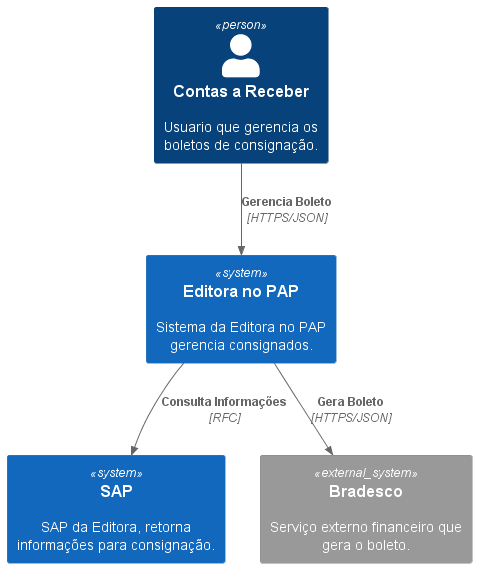 «person»
Contas a Receber
Usuario que gerencia os
boletos de consignação.
Gerencia Boleto
[HTTPS/JSON]
«system»
Editora no PAP
Sistema da Editora no PAP
gerencia consignados.
Consulta Informações
[RFC]
Gera Boleto
[HTTPS/JSON]
«system»
SAP
SAP da Editora, retorna
informações para consignação.
«external_system»
Bradesco
Serviço externo financeiro que
gera o boleto.